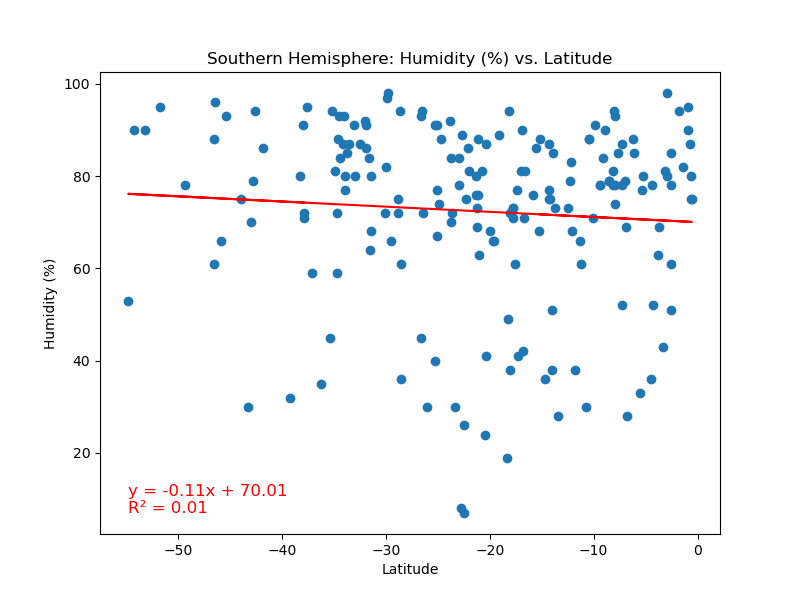 Southern Hemisphere: Humidity (%) vs. Latitude
100
80
60
40
20
Humidity (%)
y = -0.11x + 70.01
R² = 0.01
−50 −40 −30 −20 −10 0
Latitude